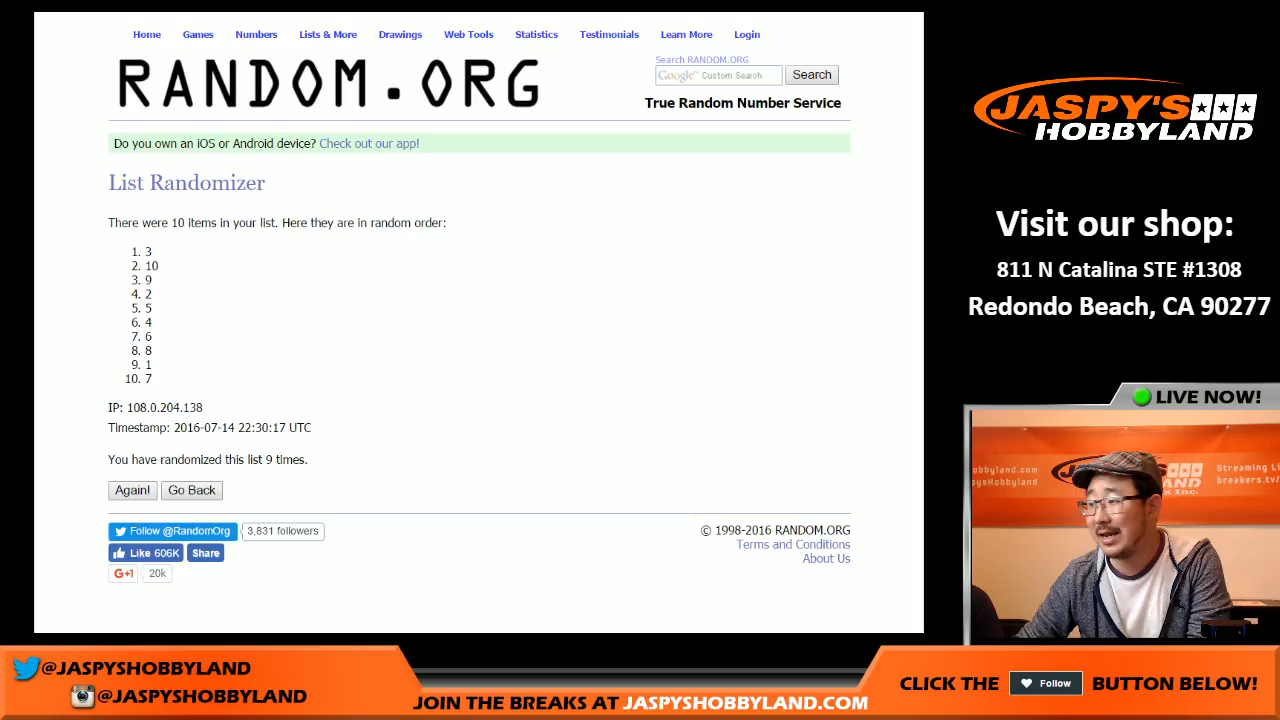 Home Games Numbers Lists & More Drawings Web Tools Statistics Testimonials Learn More Login
RANDOM.ORG
Search RANDOM.ORG
Google™ Custom Search Search
True Random Number Service
Do you own an iOS or Android device? Check out our app!
List Randomizer
There were 10 items in your list. Here they are in random order:
1. 3
2. 10
3. 9
4. 2
5. 5
6. 4
7. 6
8. 8
9. 1
10. 7
IP: 108.0.204.138
Timestamp: 2016-07-14 22:30:17 UTC
You have randomized this list 9 times.
Again! Go Back
Follow @RandomOrg 3,831 followers
Like 606K Share
G+1 20k
© 1998-2016 RANDOM.ORG
Terms and Conditions
About Us
JASPY'S
HOBBYLAND
Visit our shop:
811 N Catalina STE #1308
Redondo Beach, CA 90277
LIVE NOW!
hobbyland.com
Streaming Li
breakers.tv/
@JASPYSHOBBYLAND
@JASPYSHOBBYLAND
JOIN THE BREAKS AT JASPYSHOBBYLAND.COM
CLICK THE Follow BUTTON BELOW!